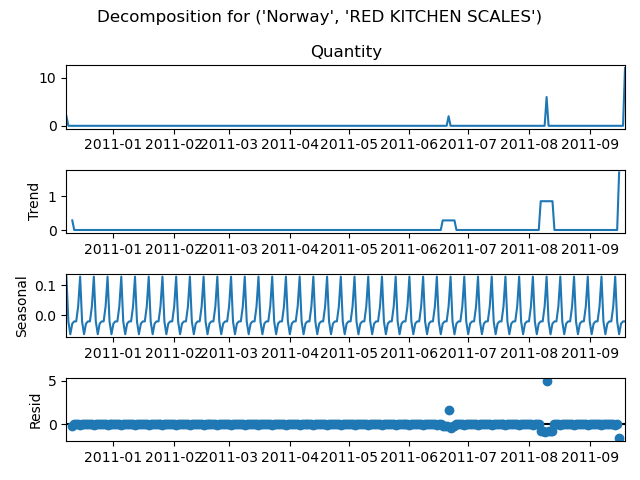 Decomposition for ('Norway', 'RED KITCHEN SCALES')
Quantity
10
0
2011-01 2011-02 2011-03 2011-04 2011-05 2011-06 2011-07 2011-08 2011-09
Trend
1
0
2011-01 2011-02 2011-03 2011-04 2011-05 2011-06 2011-07 2011-08 2011-09
Seasonal
0.1
0.0
2011-01 2011-02 2011-03 2011-04 2011-05 2011-06 2011-07 2011-08 2011-09
Resid
5
0
2011-01 2011-02 2011-03 2011-04 2011-05 2011-06 2011-07 2011-08 2011-09